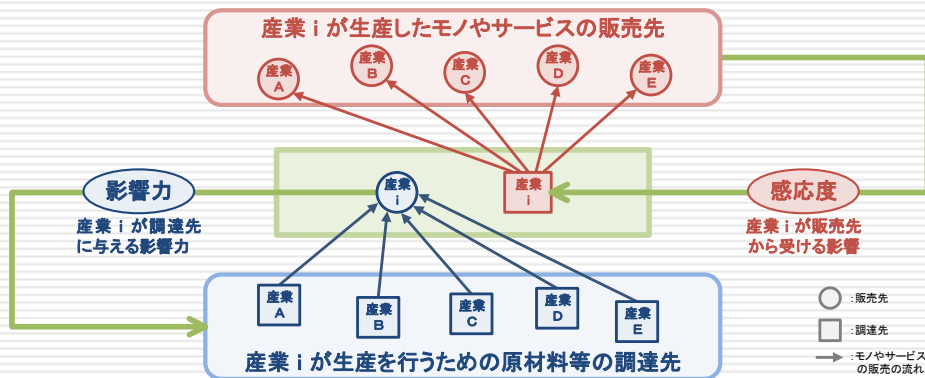 産業ｉが生産したモノやサービスの販売先
産業
A
産業
B
産業
C
産業
D
産業
E
影響力
産業ｉが調達先
に与える影響力
産業
i
産業
i
感応度
産業ｉが販売先
から受ける影響
産業
A
産業
B
産業
C
産業
D
産業
E
産業ｉが生産を行うための原材料等の調達先
：販売先
：調達先
：モノやサービス
の販売の流れ